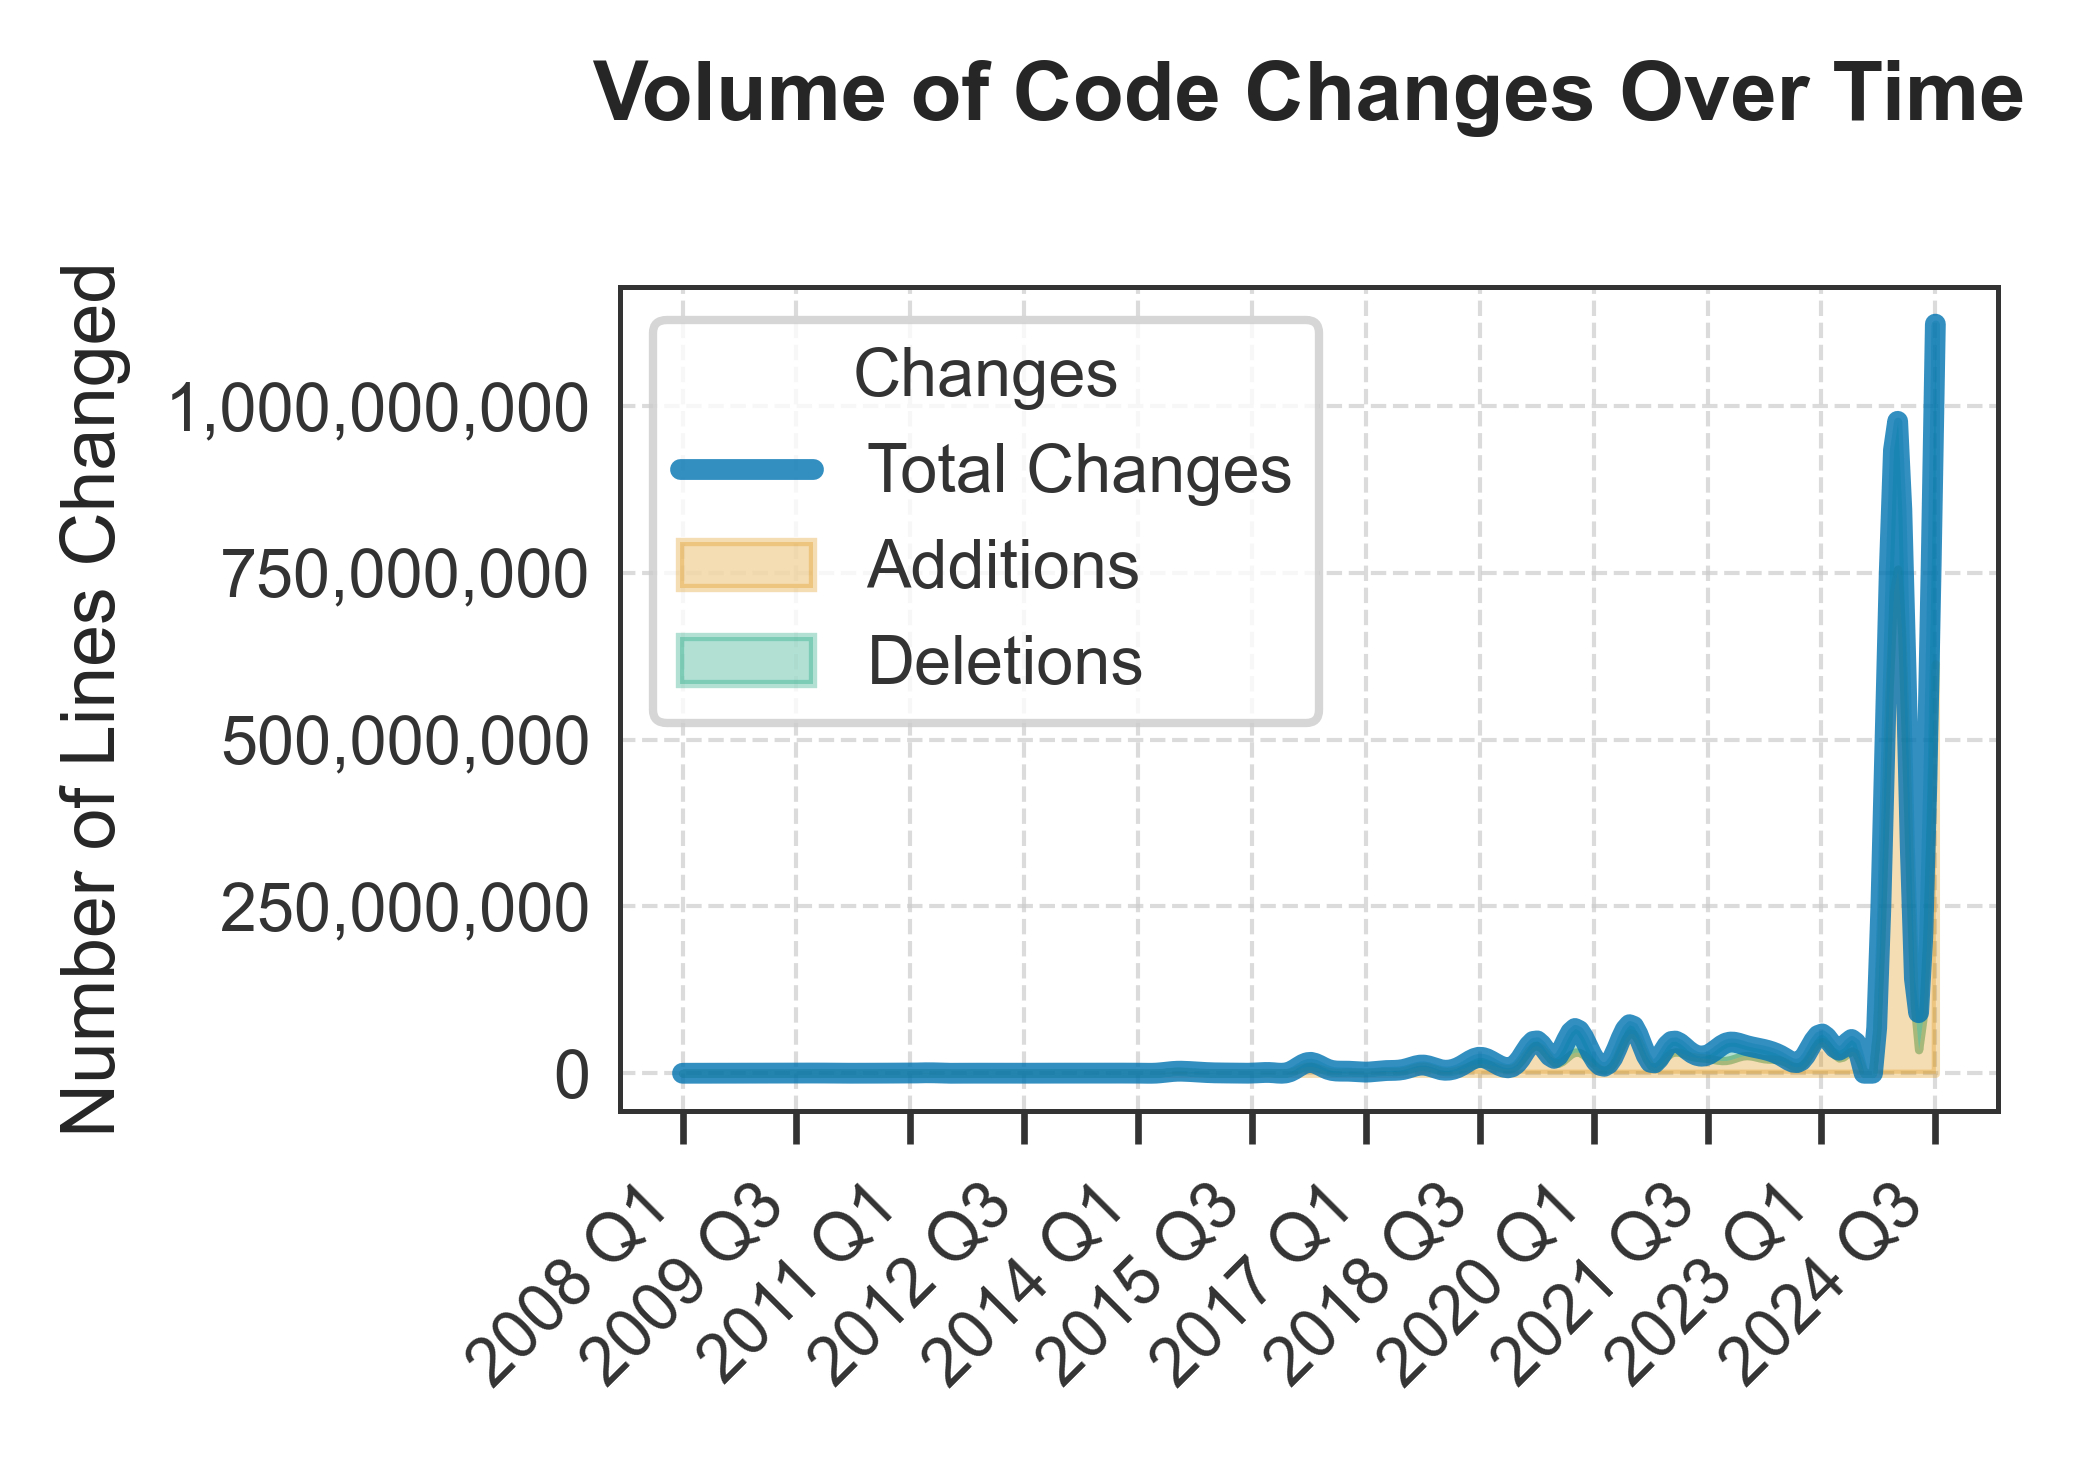 Volume of Code Changes Over Time
Number of Lines Changed
1,000,000,000
750,000,000
500,000,000
250,000,000
0
Changes
Total Changes
Additions
Deletions
2008 Q1
2009 Q3
2011 Q1
2012 Q3
2014 Q1
2015 Q3
2017 Q1
2018 Q3
2020 Q1
2021 Q3
2023 Q1
2024 Q3